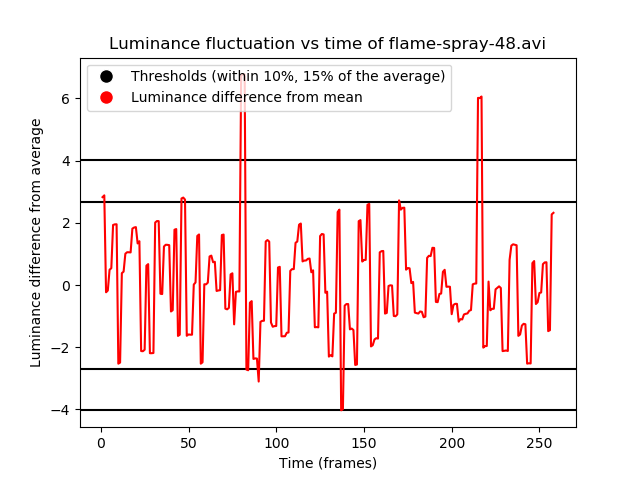 Luminance fluctuation vs time of flame-spray-48.avi
Thresholds (within 10%, 15% of the average)
Luminance difference from mean
Luminance difference from average
6
4
2
0
−2
−4
0 50 100 150 200 250
Time (frames)